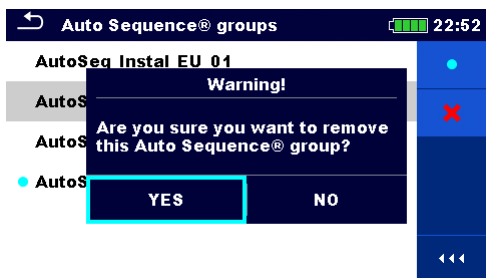 Auto Sequence® groups 22:52
AutoSeq Instal EU 01
Warning!
AutoS
Are you sure you want to remove
AutoS this Auto Sequence® group?
AutoS
YES NO